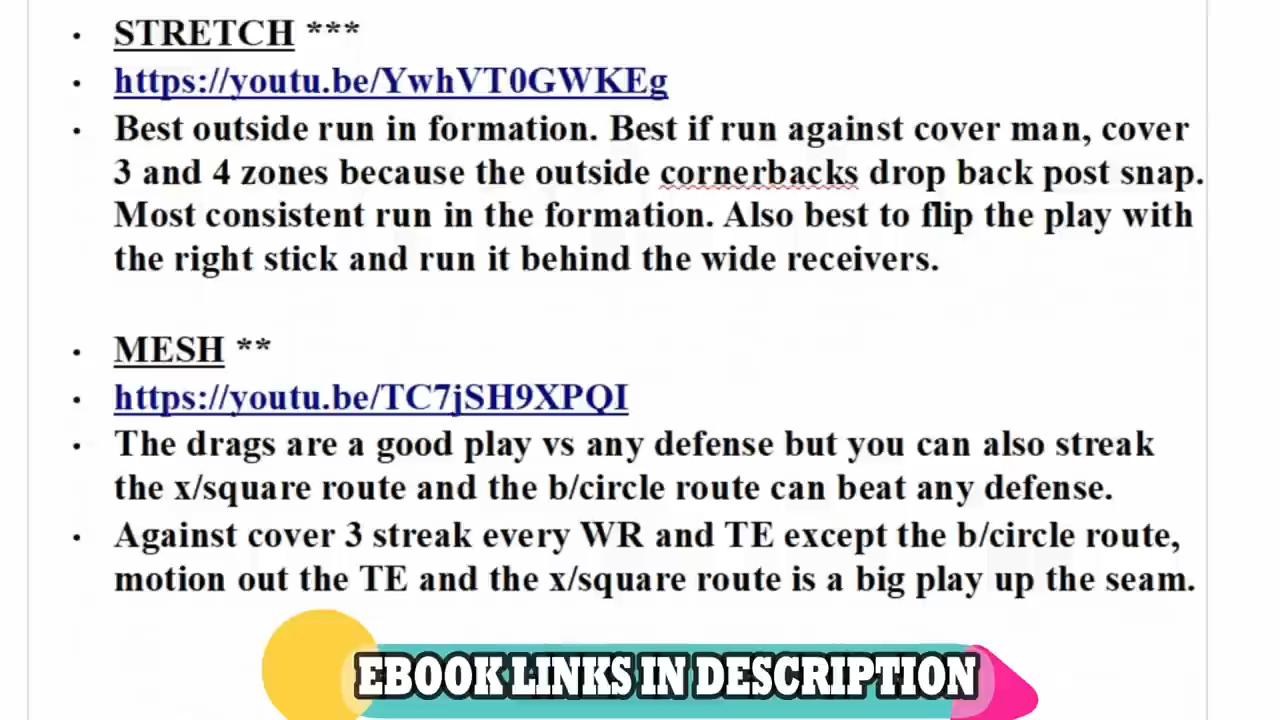 STRETCH ***
https://youtu.be/YwhVT0GWKEg
Best outside run in formation. Best if run against cover man, cover
3 and 4 zones because the outside cornerbacks drop back post snap.
Most consistent run in the formation. Also best to flip the play with
the right stick and run it behind the wide receivers.
MESH **
https://youtu.be/TC7jSH9XPQI
The drags are a good play vs any defense but you can also streak
the x/square route and the b/circle route can beat any defense.
Against cover 3 streak every WR and TE except the b/circle route,
motion out the TE and the x/square route is a big play up the seam.
EBOOK LINKS IN DESCRIPTION